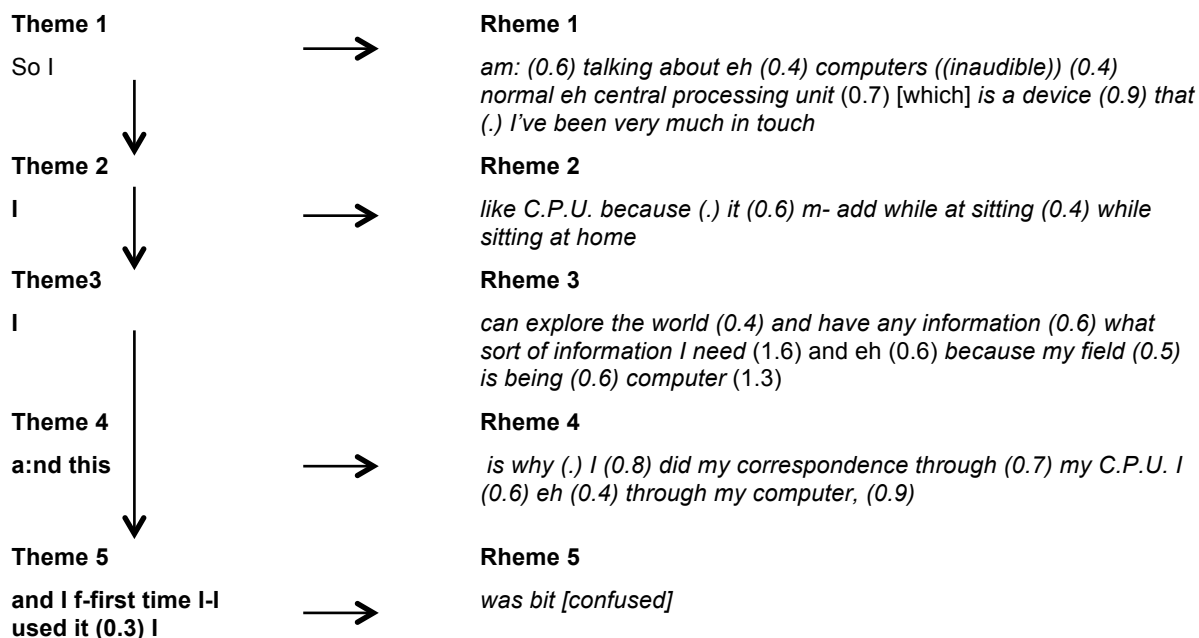 Theme 1
Rheme 1
So I
am: (0.6) talking about eh (0.4) computers ((inaudible)) (0.4)
normal eh central processing unit (0.7) [which] is a device (0.9) that
(.) I’ve been very much in touch
Theme 2
Rheme 2
I
like C.P.U. because (.) it (0.6) m- add while at sitting (0.4) while
sitting at home
Theme3
Rheme 3
I
can explore the world (0.4) and have any information (0.6) what
sort of information I need (1.6) and eh (0.6) because my field (0.5)
is being (0.6) computer (1.3)
Theme 4
Rheme 4
a:nd this
is why (.) I (0.8) did my correspondence through (0.7) my C.P.U. I
(0.6) eh (0.4) through my computer, (0.9)
Theme 5
Rheme 5
and I f-first time I-I
used it (0.3) I
was bit [confused]